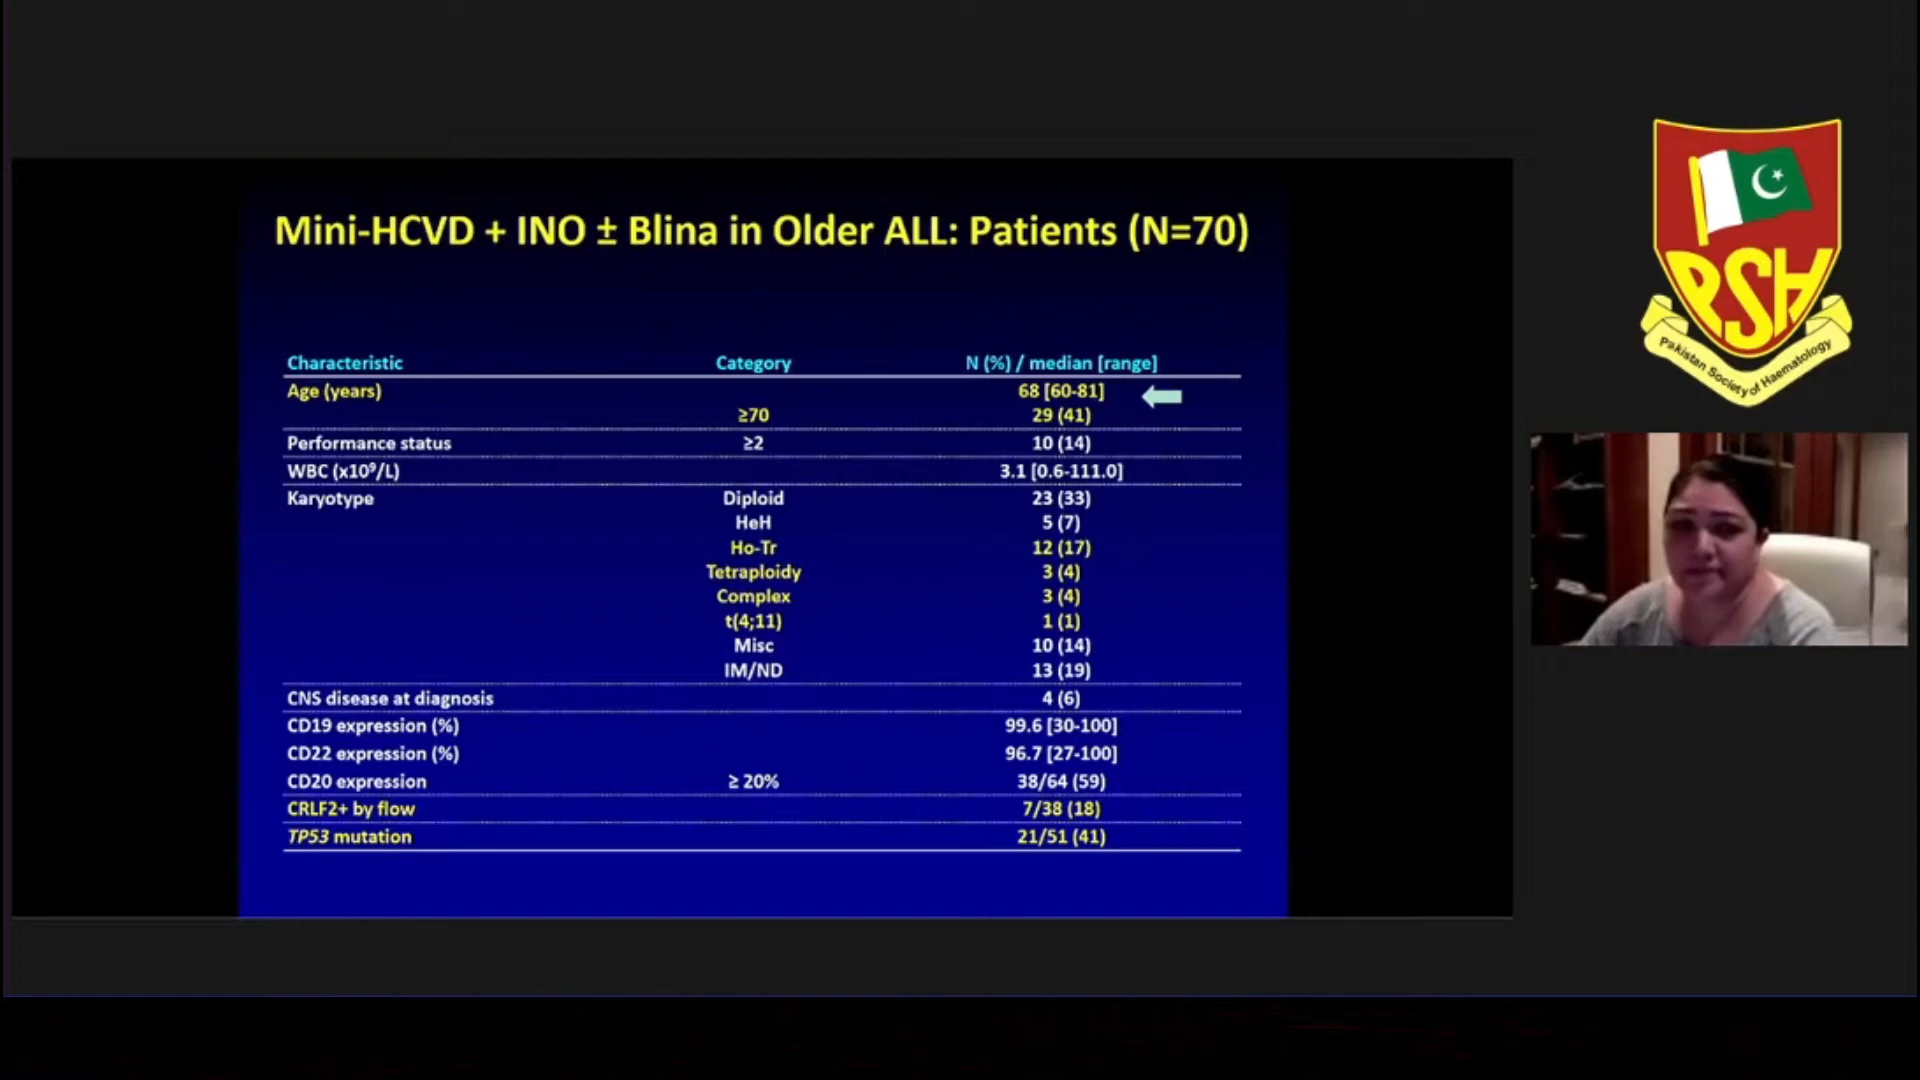 Mini-HCVD + INO ± Blina in Older ALL: Patients (N=70)
Characteristic Category N (%) / median [range]
Age (years) 68 [60-81]
≥70 29 (41)
Performance status ≥2 10 (14)
WBC (x10⁹/L) 3.1 [0.6-111.0]
Karyotype Diploid 23 (33)
HeH 5 (7)
Ho-Tr 12 (17)
Tetraploidy 3 (4)
Complex 3 (4)
t(4;11) 1 (1)
Misc 10 (14)
IM/ND 13 (19)
CNS disease at diagnosis 4 (6)
CD19 expression (%) 99.6 [30-100]
CD22 expression (%) 96.7 [27-100]
CD20 expression ≥ 20% 38/64 (59)
CRLF2+ by flow 7/38 (18)
TP53 mutation 21/51 (41)
PSH
Pakistan Society of Haematology